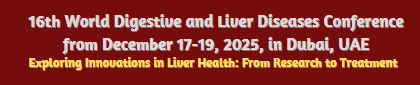 16th World Digestive and Liver Diseases Conference
from December 17-19, 2025, in Dubai, UAE
Exploring Innovations in Liver Health: From Research to Treatment